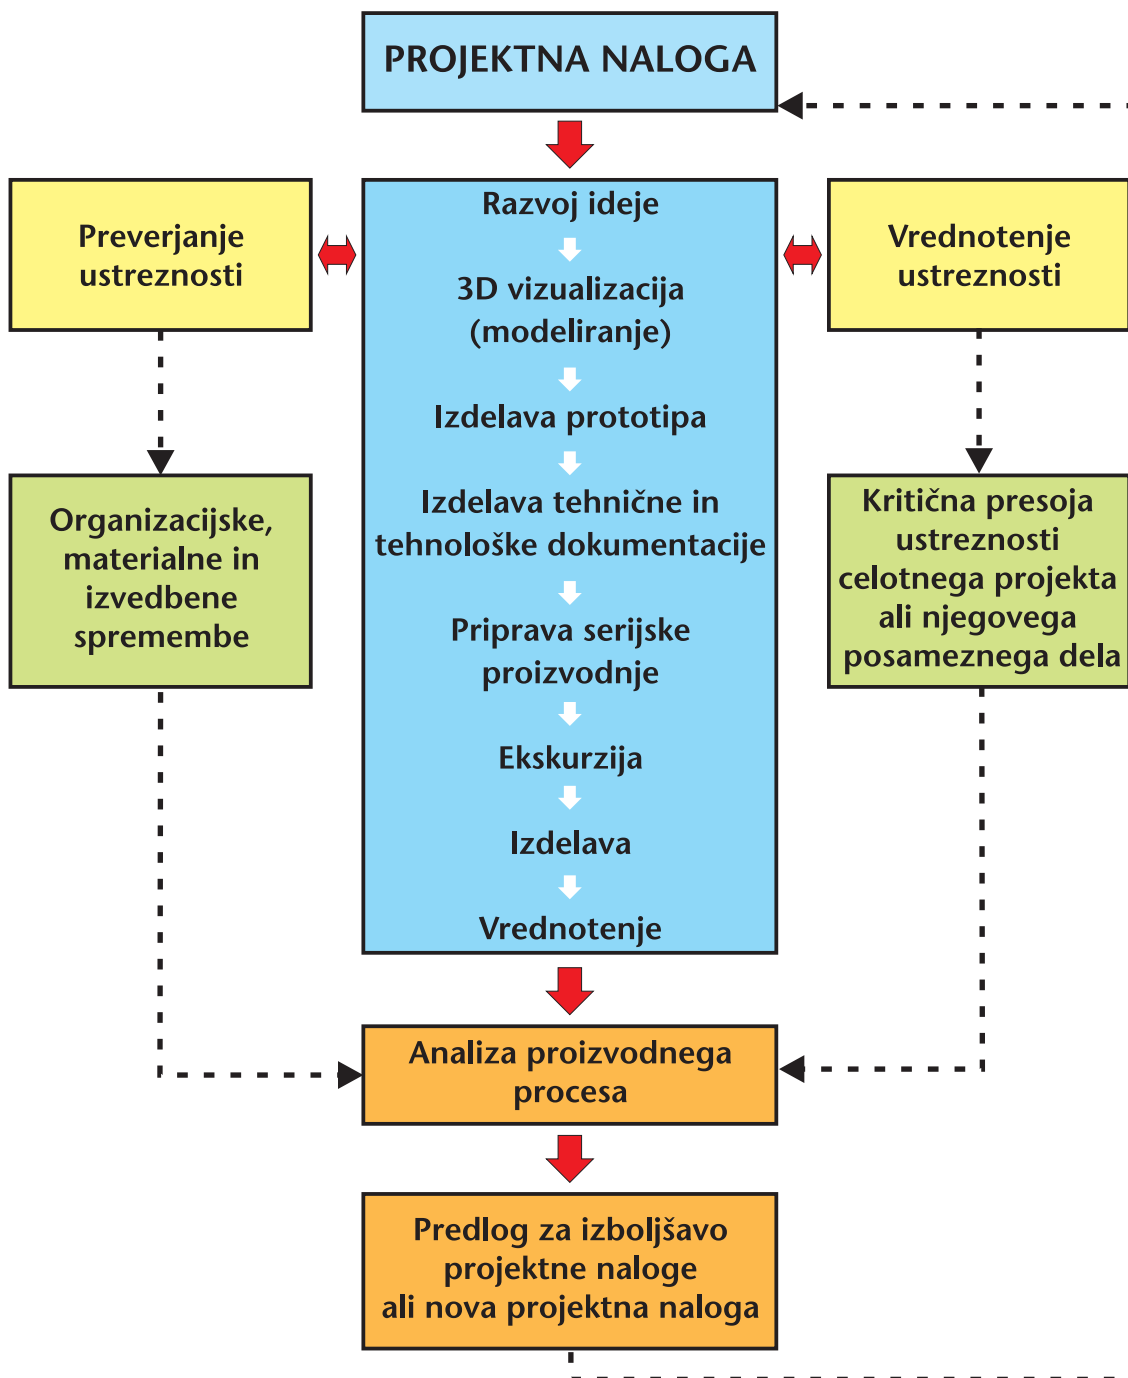 PROJEKTNA NALOGA
Preverjanje
ustreznosti
Razvoj ideje
3D vizualizacija
(modeliranje)
Izdelava prototipa
Izdelava tehnične in
tehnološke dokumentacije
Priprava serijske
proizvodnje
Ekskurzija
Izdelava
Vrednotenje
Vrednotenje
ustreznosti
Organizacijske,
materialne in
izvedbene
spremembe
Kritična presoja
ustreznosti
celotnega projekta
ali njegovega
posameznega dela
Analiza proizvodnega
procesa
Predlog za izboljšavo
projektne naloge
ali nova projektna naloga